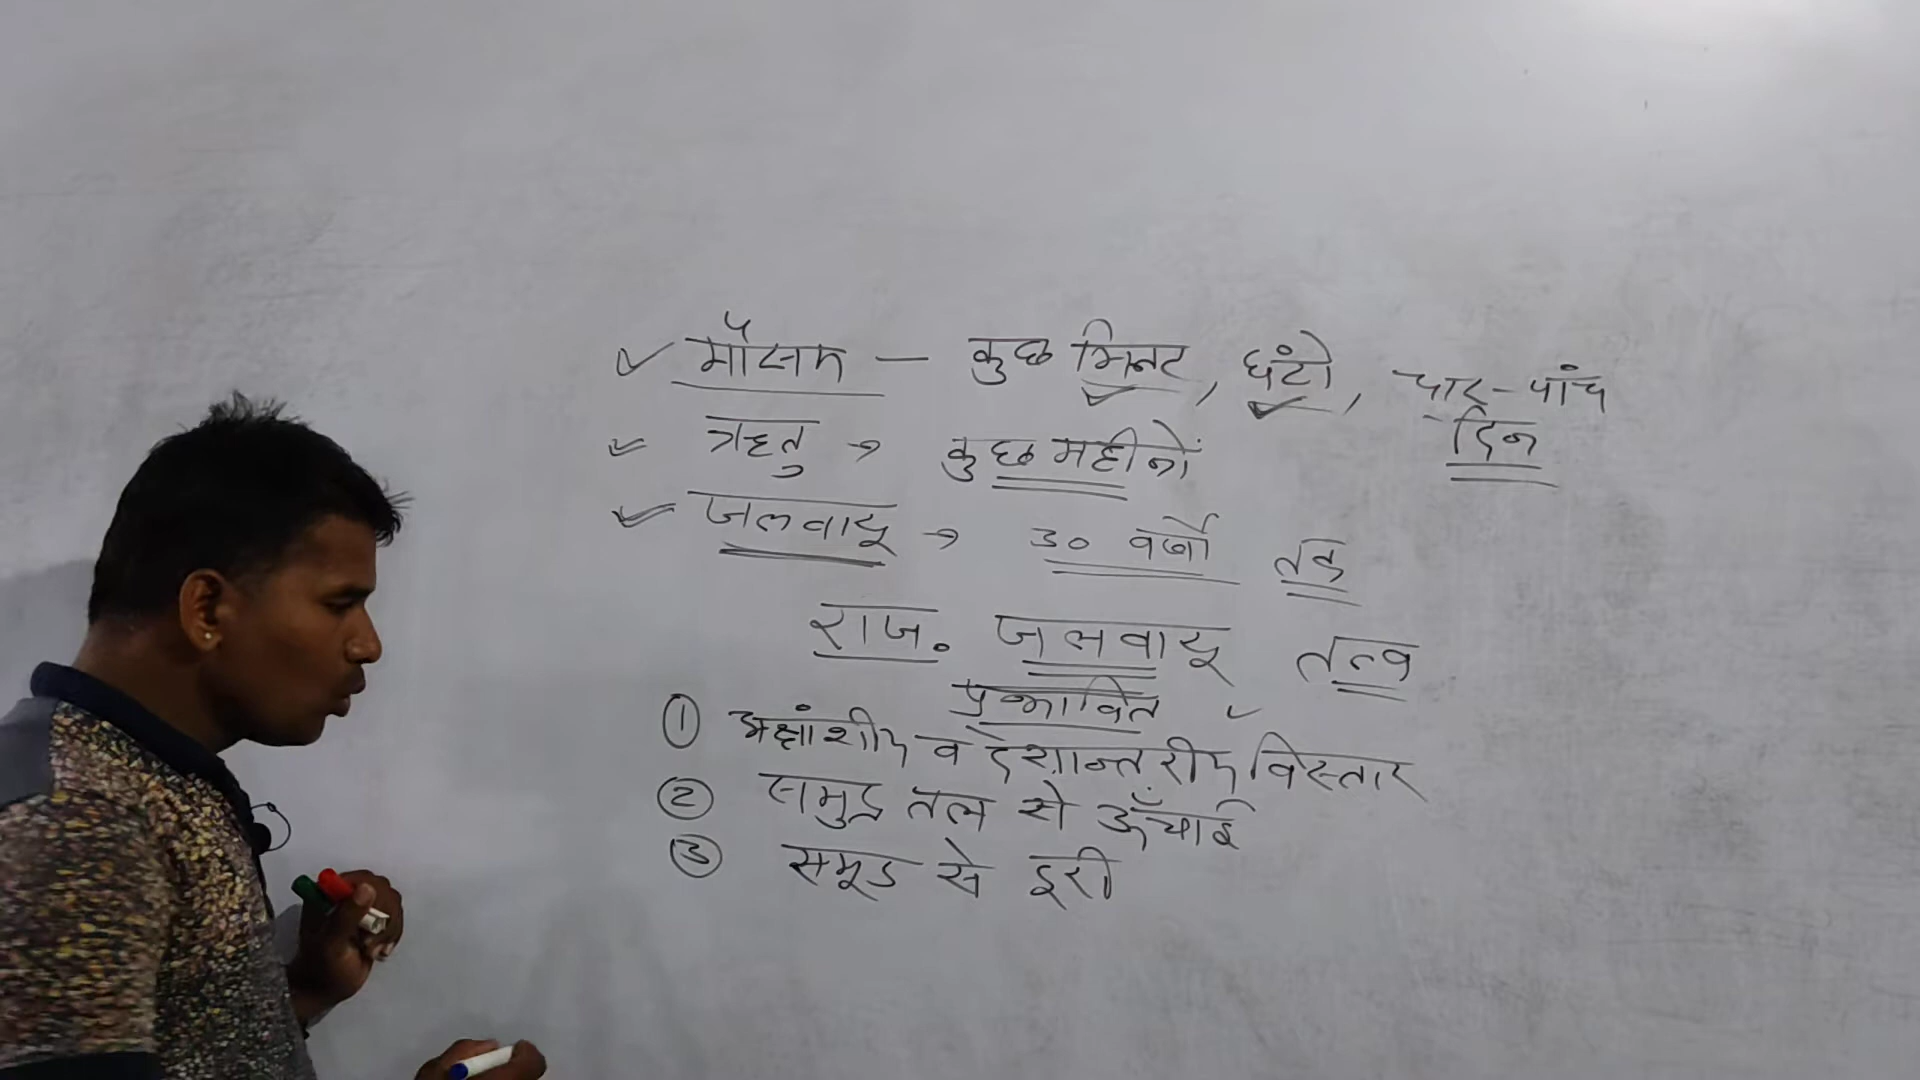 मौसम – कुछ मिनट, घंटो, चार-पांच
दिन
ऋतु → कुछ महीनों
जलवायु → 30 वर्षो तक
राज. जलवायु तत्व
प्रभावित
① अक्षांशीय व देशान्तरीय विस्तार
② समुद्र तल से ऊँचाई
③ समूद्र से दूरी